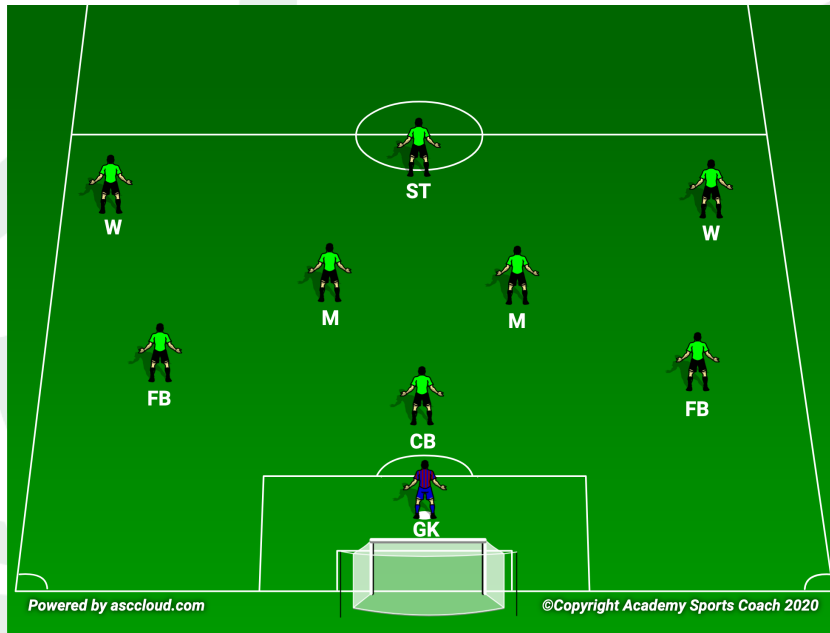 ST
W
W
M
M
FB
FB
CB
GK
Powered by asccloud.com
©Copyright Academy Sports Coach 2020